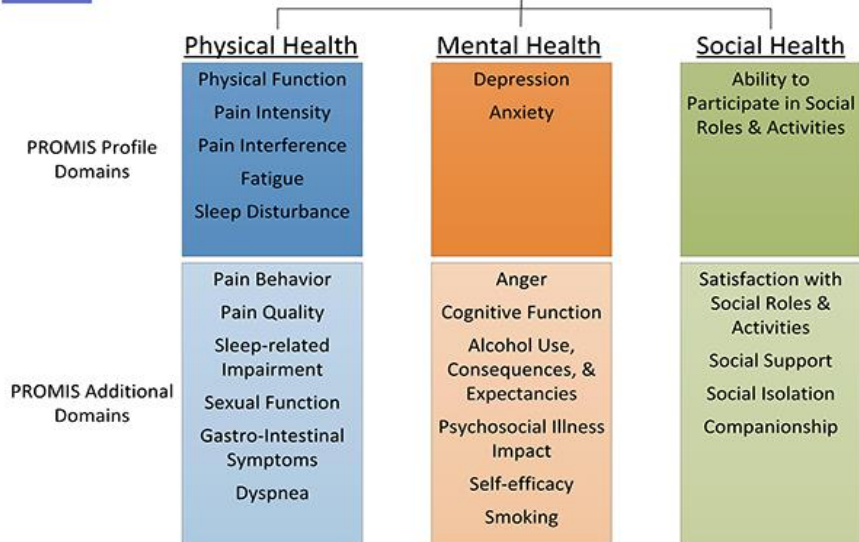 Physical Health
Mental Health
Social Health
PROMIS Profile
Domains
Physical Function
Pain Intensity
Pain Interference
Fatigue
Sleep Disturbance
Depression
Anxiety
Ability to
Participate in Social
Roles & Activities
PROMIS Additional
Domains
Pain Behavior
Pain Quality
Sleep-related
Impairment
Sexual Function
Gastro-Intestinal
Symptoms
Dyspnea
Anger
Cognitive Function
Alcohol Use,
Consequences, &
Expectancies
Psychosocial Illness
Impact
Self-efficacy
Smoking
Satisfaction with
Social Roles &
Activities
Social Support
Social Isolation
Companionship